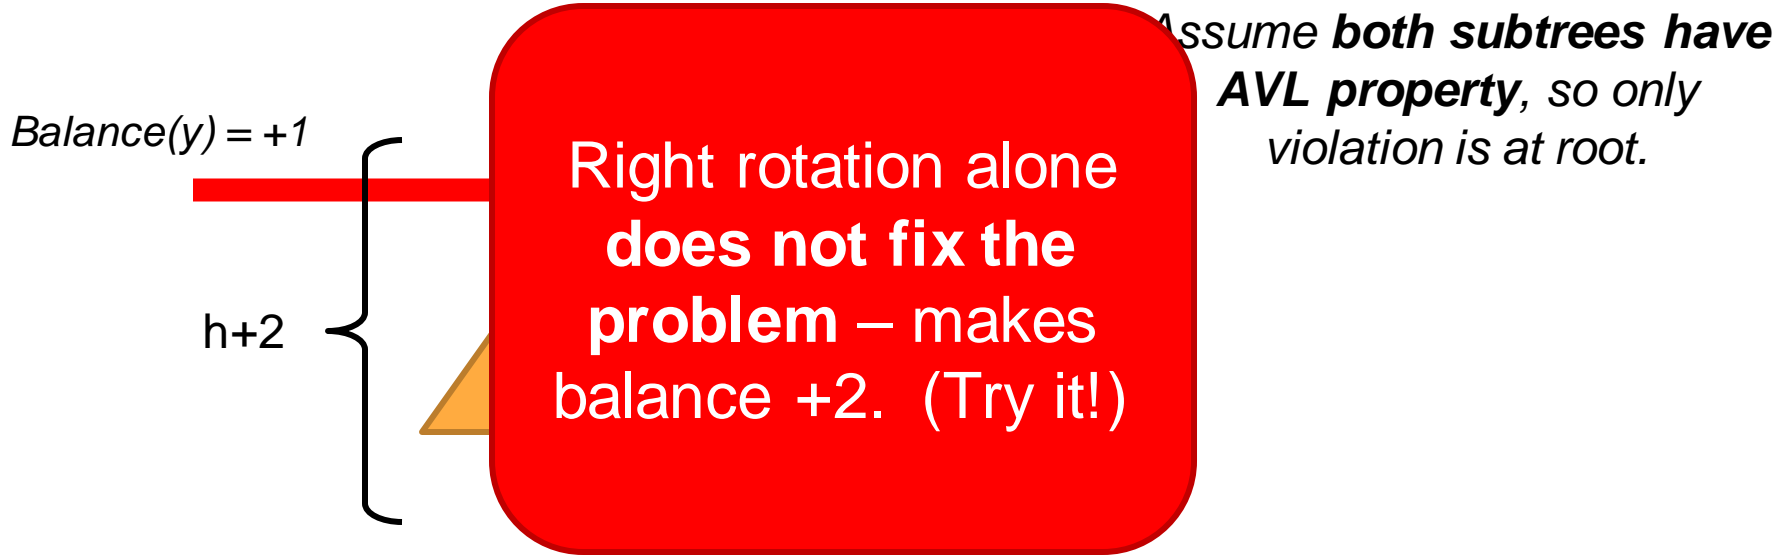 Assume both subtrees have
AVL property, so only
violation is at root.
Balance(y) = +1
h+2
Right rotation alone
does not fix the
problem – makes
balance +2. (Try it!)